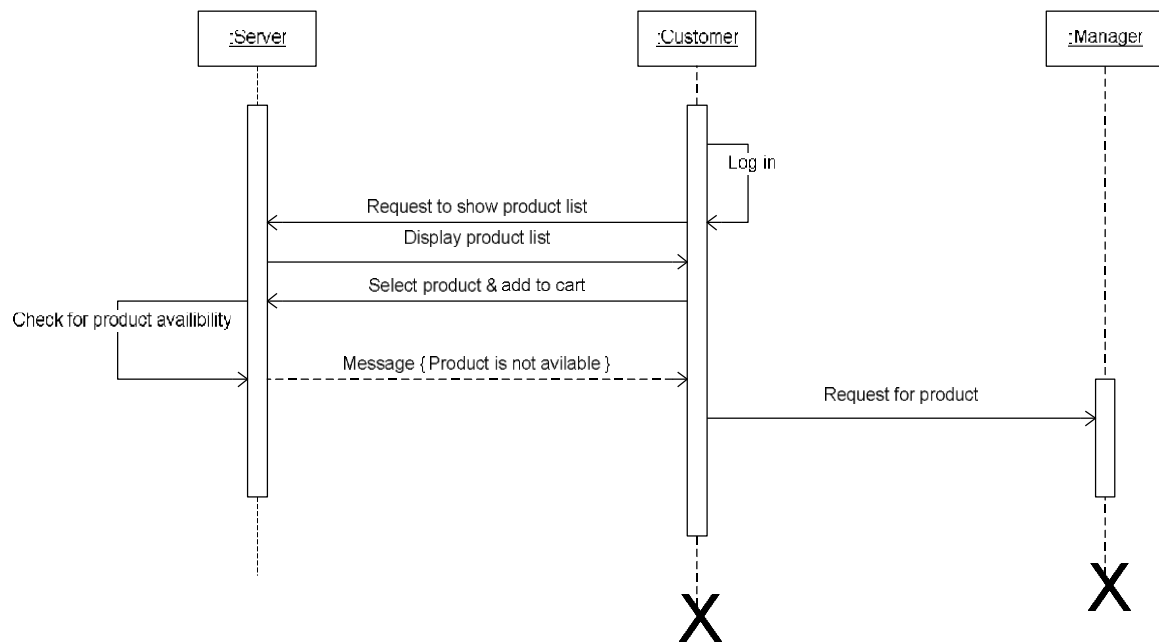 :Server
:Customer
:Manager
Log in
Request to show product list
Display product list
Select product & add to cart
Check for product availibility
Message { Product is not avilable }
Request for product